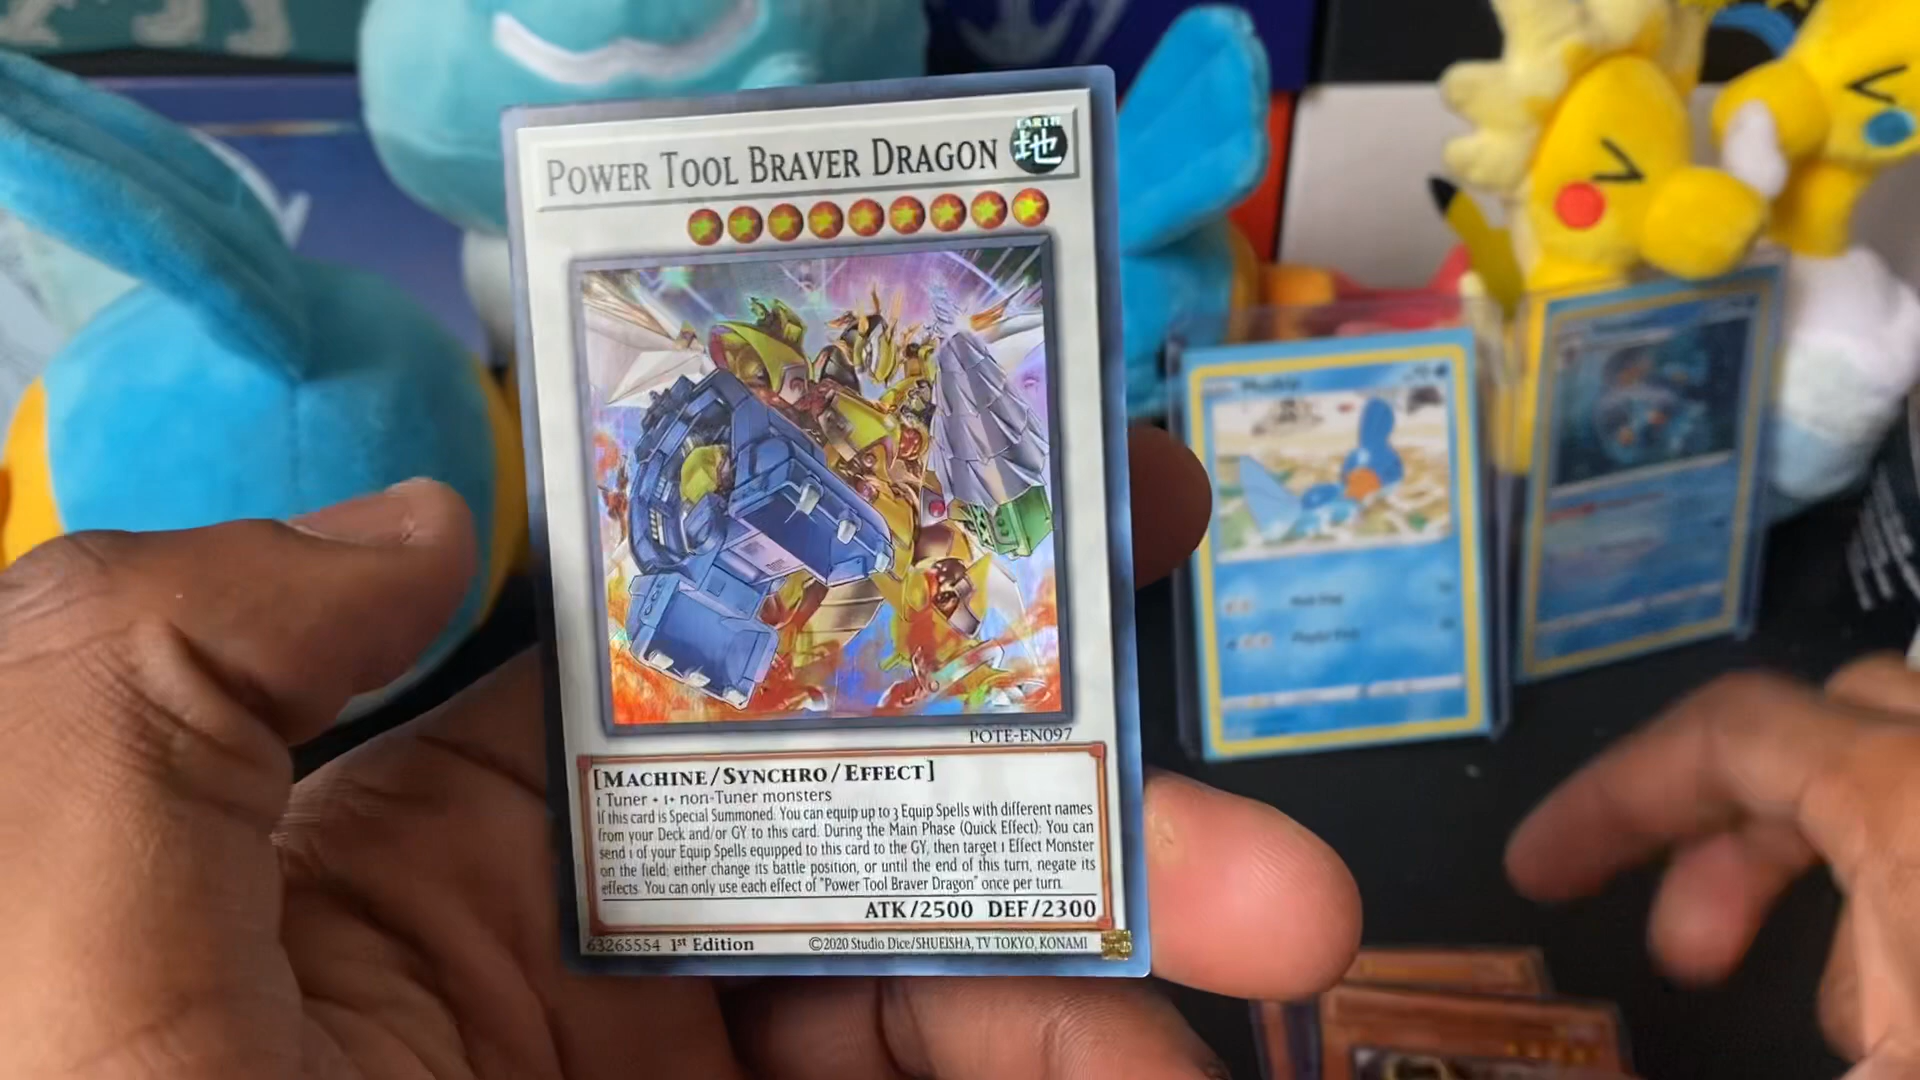 POWER TOOL BRAVER DRAGON
EARTH
地
POTE-EN097
[MACHINE/SYNCHRO/EFFECT]
1 Tuner + 1+ non-Tuner monsters
If this card is Special Summoned: You can equip up to 3 Equip Spells with different names
from your Deck and/or GY to this card. During the Main Phase (Quick Effect): You can
send 1 of your Equip Spells equipped to this card to the GY, then target 1 Effect Monster
on the field; either change its battle position, or until the end of this turn, negate its
effects. You can only use each effect of "Power Tool Braver Dragon" once per turn.
ATK/2500 DEF/2300
63265554 1st Edition ©2020 Studio Dice/SHUEISHA, TV TOKYO, KONAMI